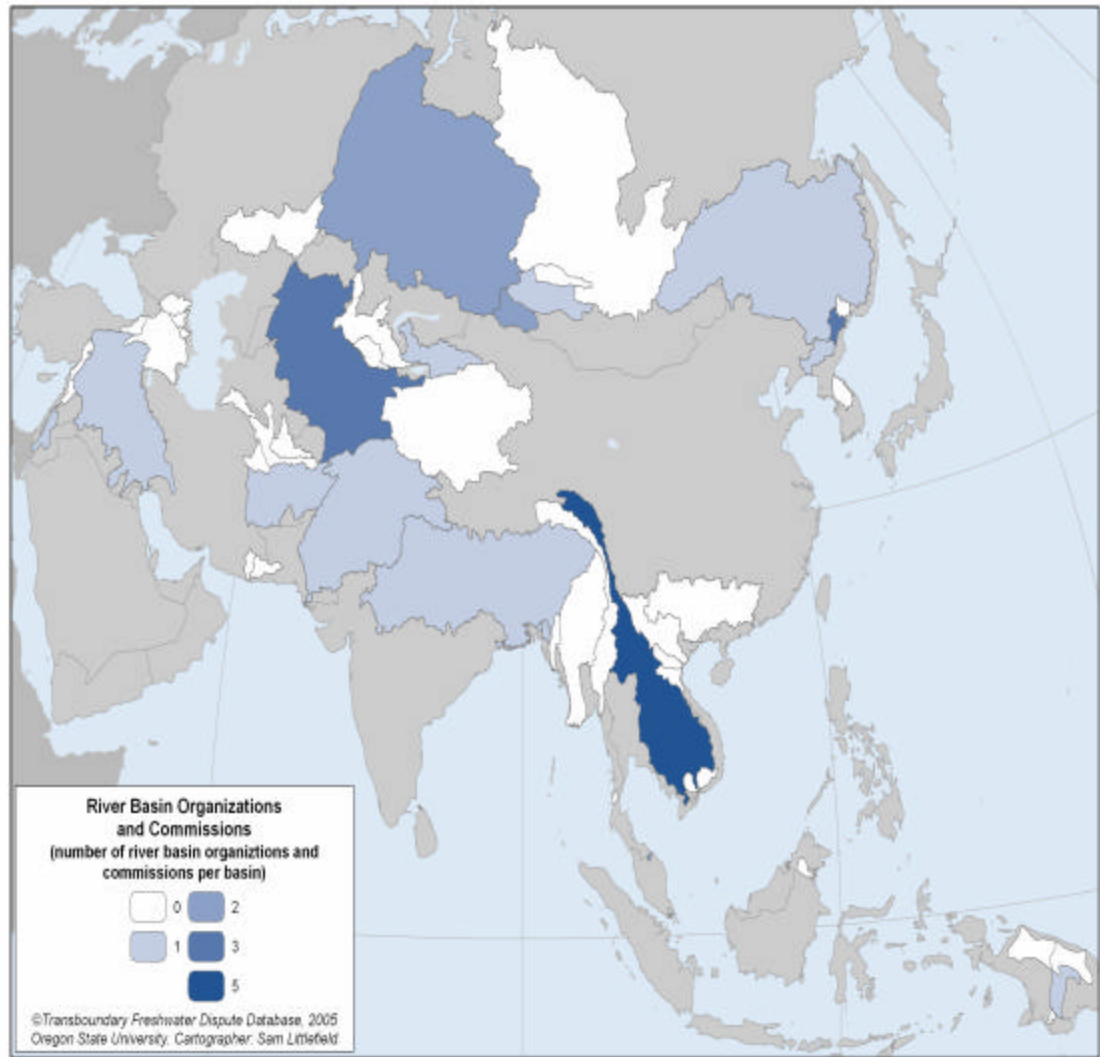 River Basin Organizations
and Commissions
(number of river basin organiztions and
commissions per basin)
0 2
1 3
5
©Transboundary Freshwater Dispute Database, 2005
Oregon State University. Cartographer: Sam Littlefield